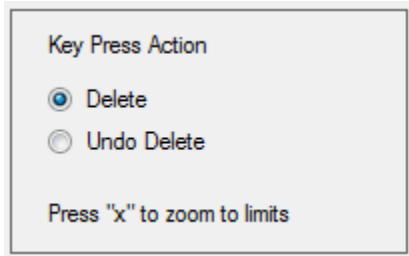 Key Press Action
Delete
Undo Delete
Press "x" to zoom to limits